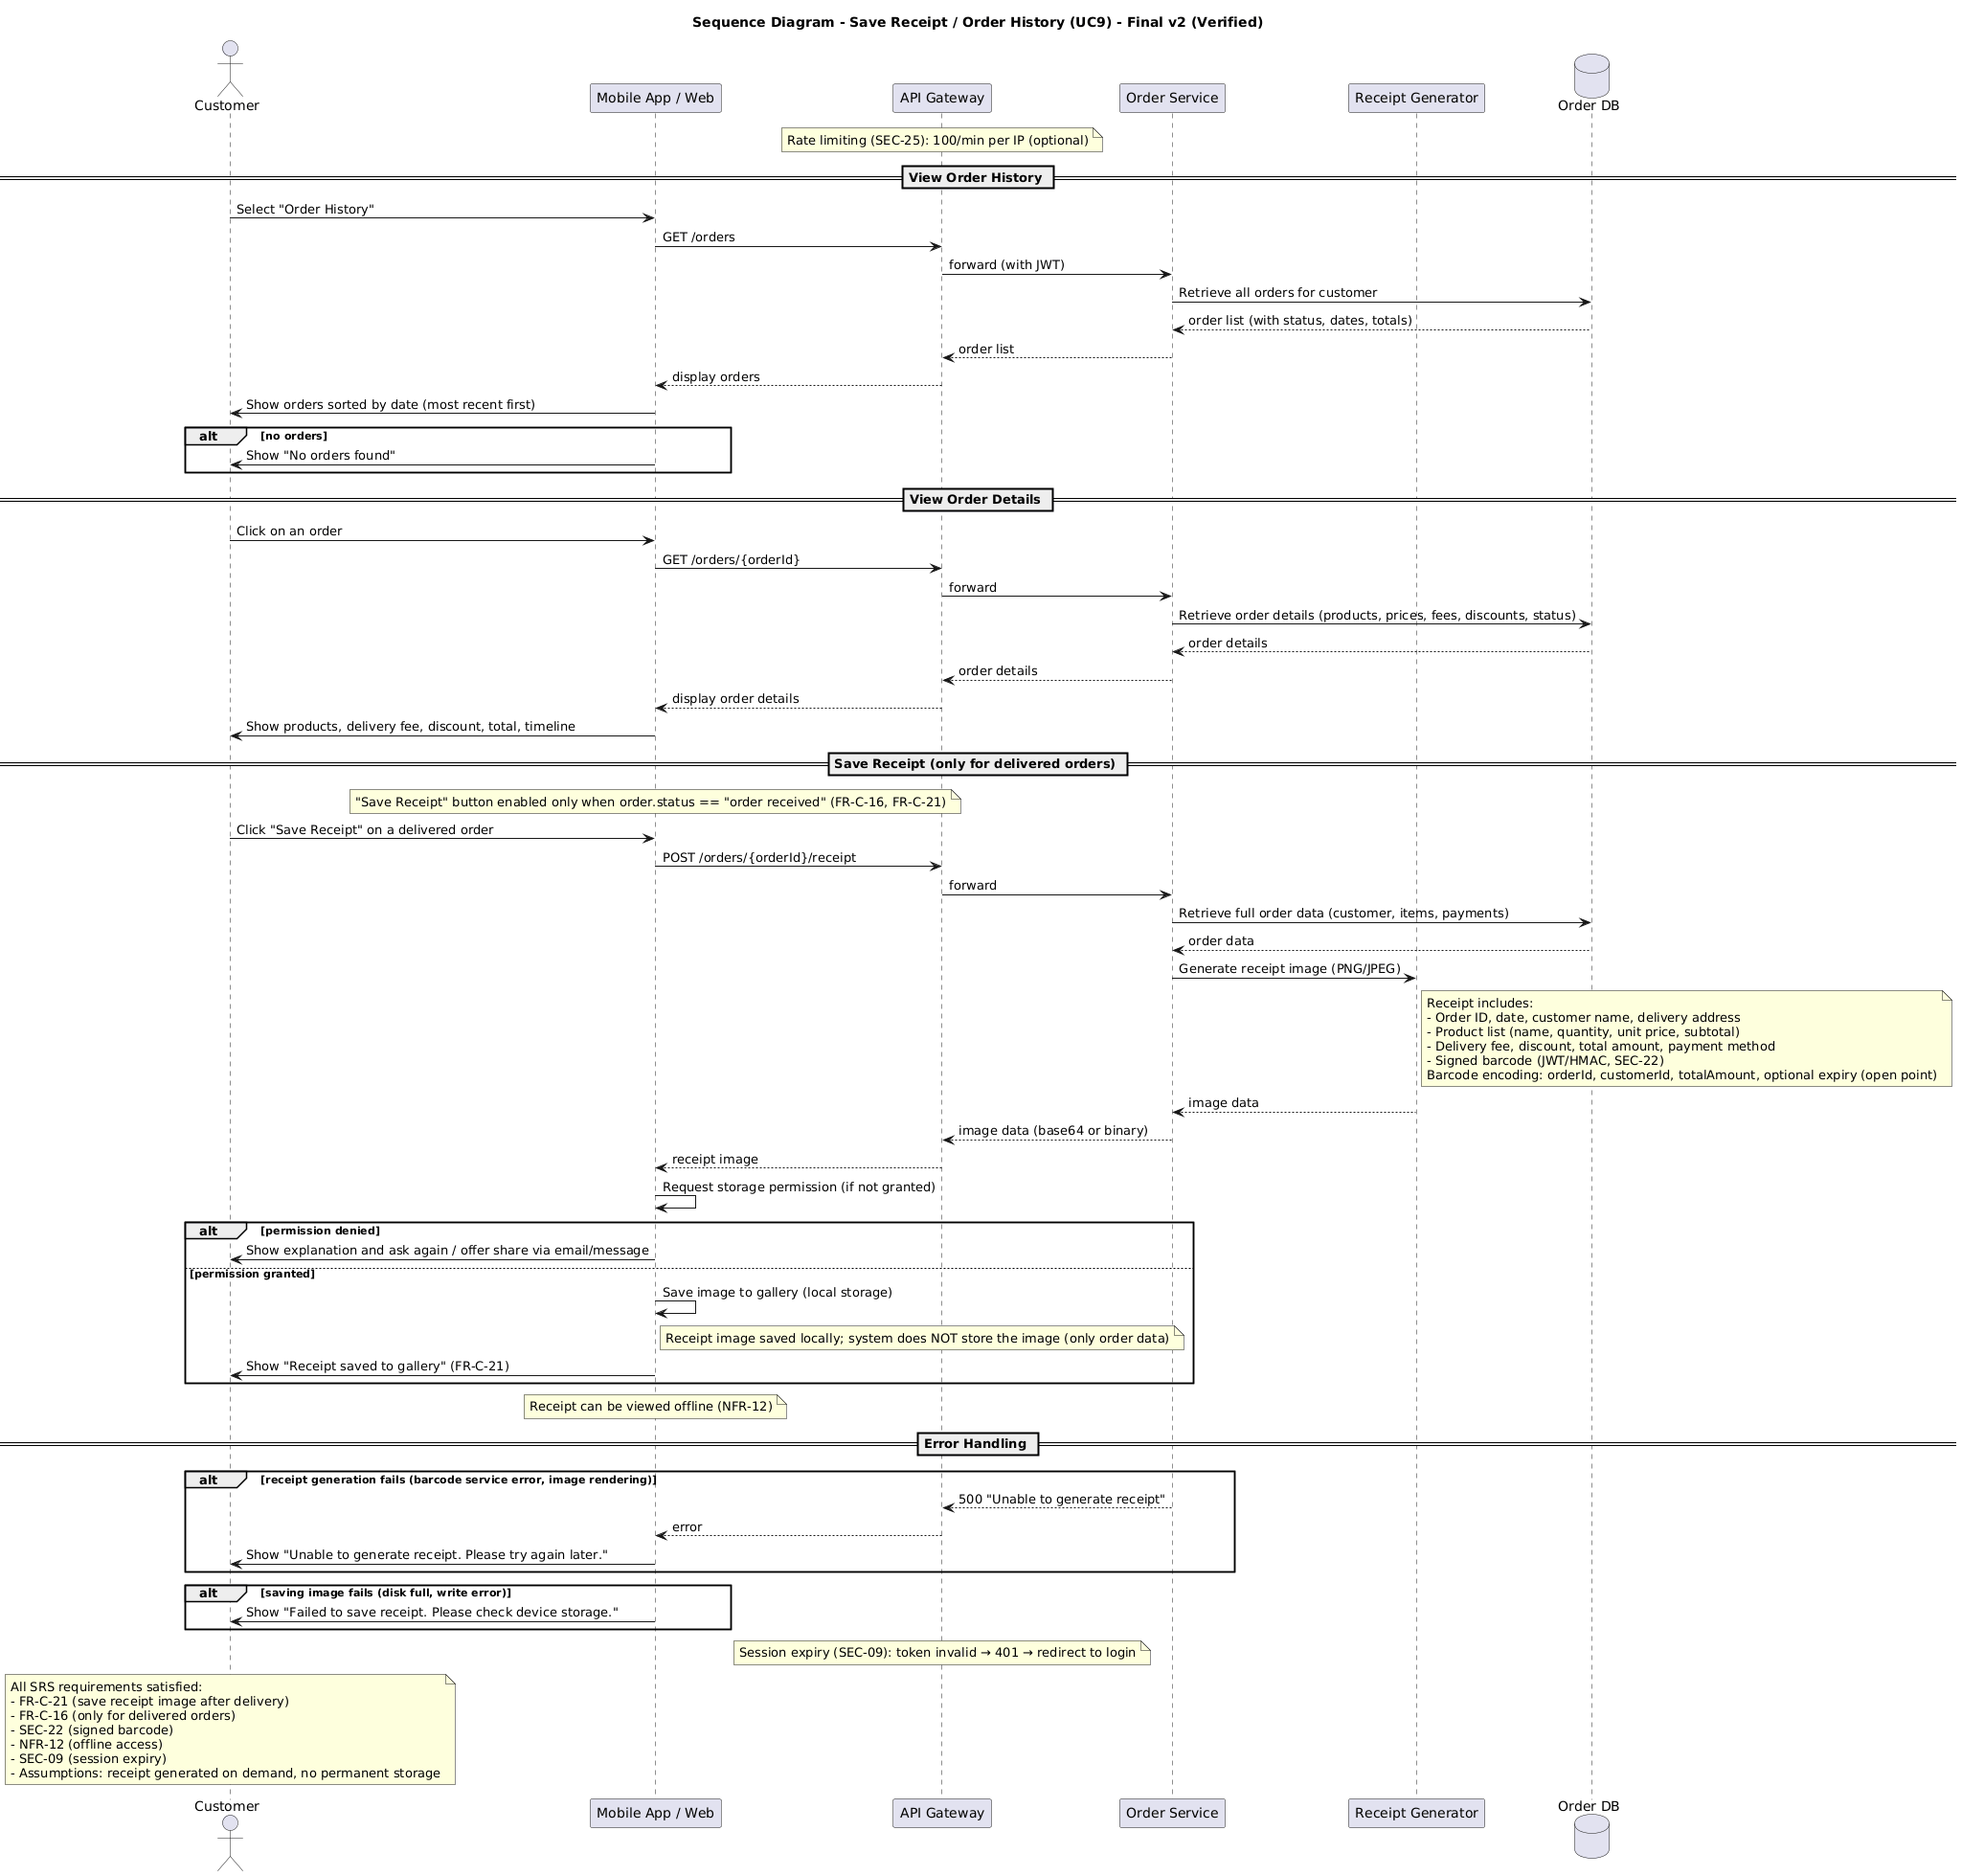 Sequence Diagram - Save Receipt / Order History (UC9) - Final v2 (Verified)
Customer
Mobile App / Web
API Gateway
Order Service
Receipt Generator
Order DB
Rate limiting (SEC-25): 100/min per IP (optional)
View Order History
Select "Order History"
GET /orders
forward (with JWT)
Retrieve all orders for customer
order list (with status, dates, totals)
order list
display orders
Show orders sorted by date (most recent first)
alt [no orders]
Show "No orders found"
View Order Details
Click on an order
GET /orders/{orderId}
forward
Retrieve order details (products, prices, fees, discounts, status)
order details
order details
display order details
Show products, delivery fee, discount, total, timeline
Save Receipt (only for delivered orders)
"Save Receipt" button enabled only when order.status == "order received" (FR-C-16, FR-C-21)
Click "Save Receipt" on a delivered order
POST /orders/{orderId}/receipt
forward
Retrieve full order data (customer, items, payments)
order data
Generate receipt image (PNG/JPEG)
Receipt includes:
- Order ID, date, customer name, delivery address
- Product list (name, quantity, unit price, subtotal)
- Delivery fee, discount, total amount, payment method
- Signed barcode (JWT/HMAC, SEC-22)
Barcode encoding: orderId, customerId, totalAmount, optional expiry (open point)
image data
image data (base64 or binary)
receipt image
Request storage permission (if not granted)
alt [permission denied]
Show explanation and ask again / offer share via email/message
[permission granted]
Save image to gallery (local storage)
Receipt image saved locally; system does NOT store the image (only order data)
Show "Receipt saved to gallery" (FR-C-21)
Receipt can be viewed offline (NFR-12)
Error Handling
alt [receipt generation fails (barcode service error, image rendering)]
500 "Unable to generate receipt"
error
Show "Unable to generate receipt. Please try again later."
alt [saving image fails (disk full, write error)]
Show "Failed to save receipt. Please check device storage."
Session expiry (SEC-09): token invalid → 401 → redirect to login
All SRS requirements satisfied:
- FR-C-21 (save receipt image after delivery)
- FR-C-16 (only for delivered orders)
- SEC-22 (signed barcode)
- NFR-12 (offline access)
- SEC-09 (session expiry)
- Assumptions: receipt generated on demand, no permanent storage
Customer
Mobile App / Web
API Gateway
Order Service
Receipt Generator
Order DB